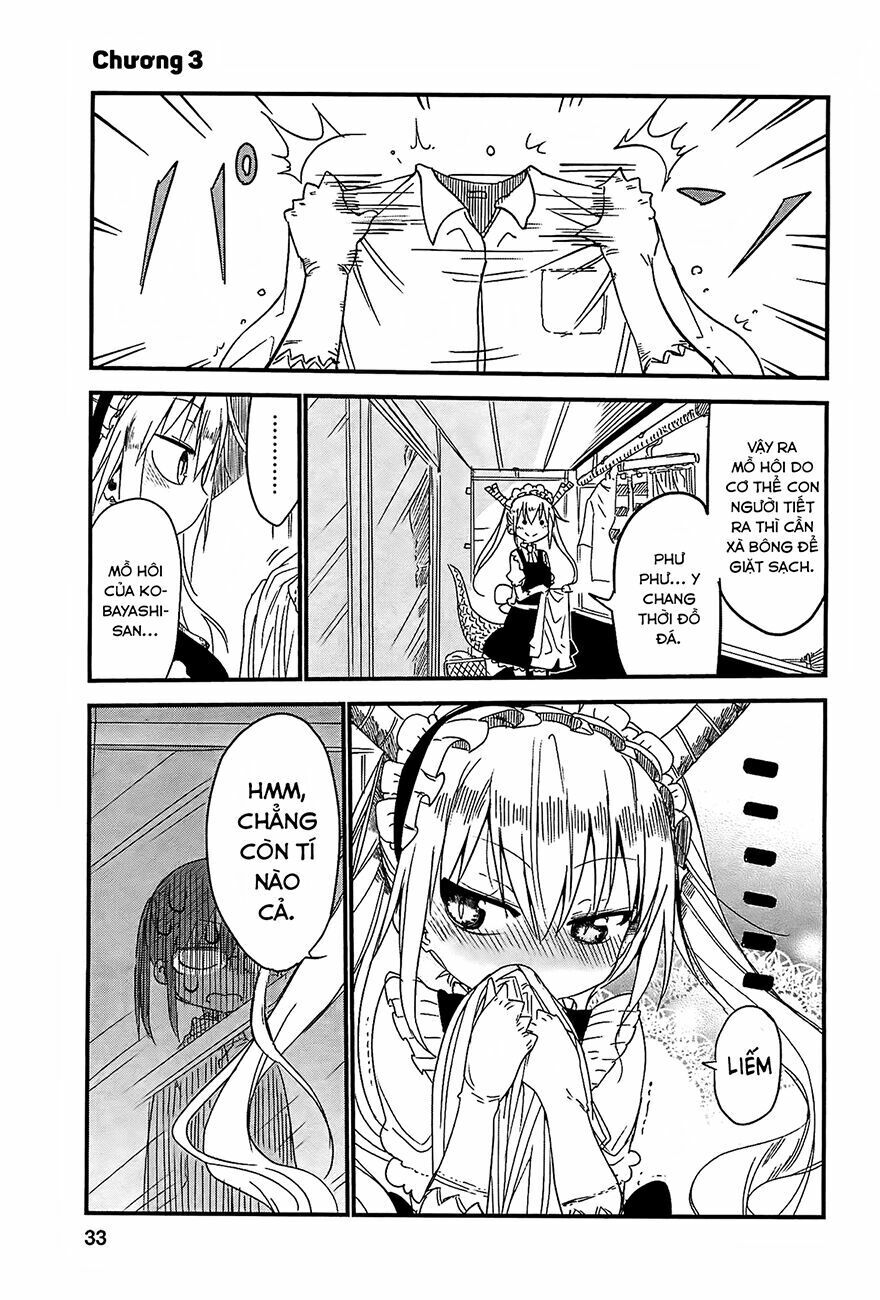 Chương 3
VẬY RA
MỒ HÔI DO
CƠ THỂ CON
NGƯỜI TIẾT
RA THÌ CẦN
XÀ BÔNG ĐỂ
GIẶT SẠCH.
PHƯ
PHƯ... Y
CHANG
THỜI ĐỒ
ĐÁ.
.........
MỒ HÔI
CỦA KO-
BAYASHI-
SAN...
LIẾM
HMM,
CHẲNG
CÒN TÍ
NÀO
CẢ.
33